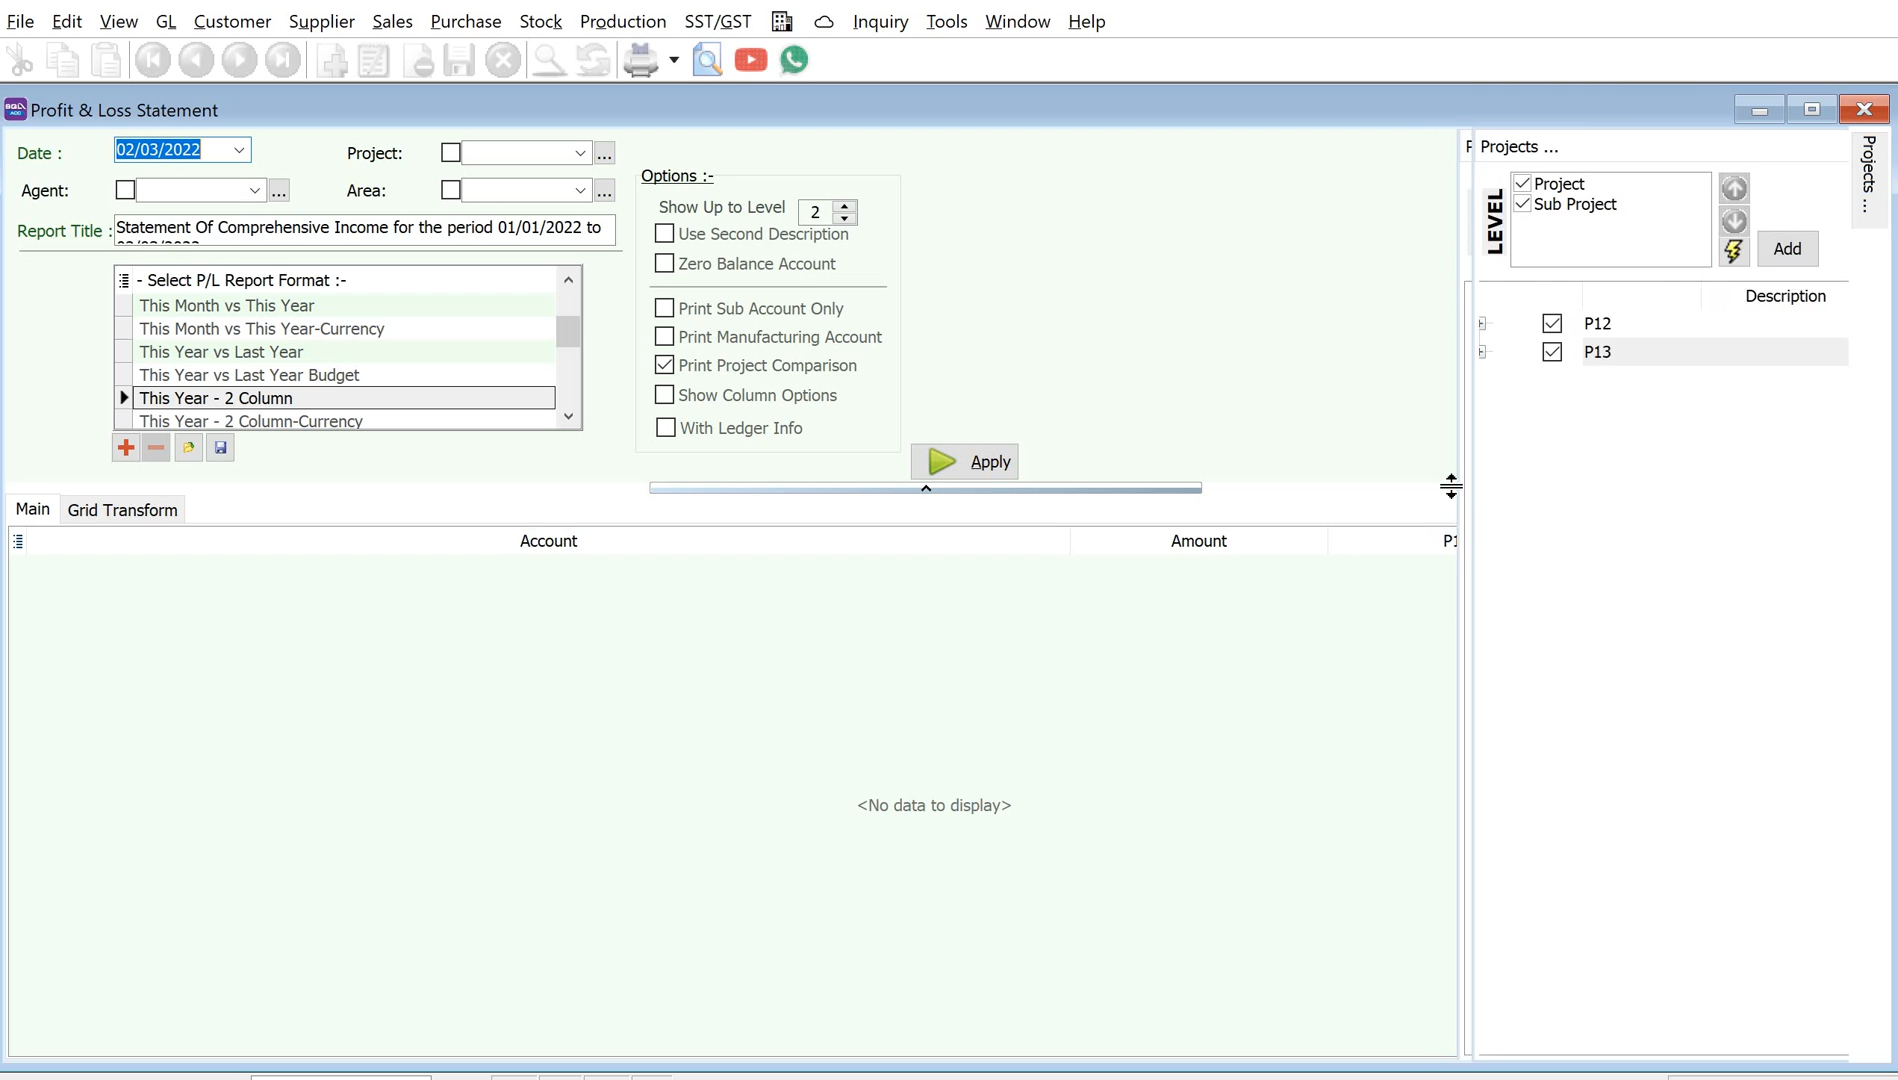 File Edit View GL Customer Supplier Sales Purchase Stock Production SST/GST Inquiry Tools Window Help
Profit & Loss Statement
Date : 02/03/2022 Project:
Agent: Area:
Report Title : Statement Of Comprehensive Income for the period 01/01/2022 to
- Select P/L Report Format :-
This Month vs This Year
This Month vs This Year-Currency
This Year vs Last Year
This Year vs Last Year Budget
This Year - 2 Column
This Year - 2 Column-Currency
Options :-
Show Up to Level 2
Use Second Description
Zero Balance Account
Print Sub Account Only
Print Manufacturing Account
Print Project Comparison
Show Column Options
With Ledger Info
Apply
Projects ...
LEVEL
Project
Sub Project
Add
Projects ...
Description
P12
P13
Main Grid Transform
Account Amount P1
<No data to display>